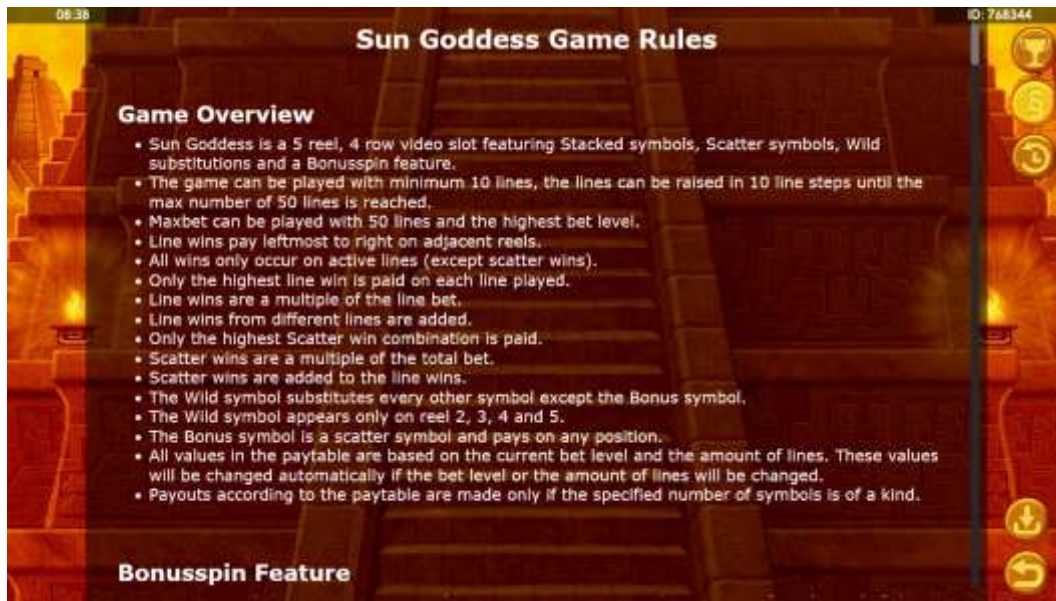 08:38
ID: 768344
Sun Goddess Game Rules
Game Overview
• Sun Goddess is a 5 reel, 4 row video slot featuring Stacked symbols, Scatter symbols, Wild
substitutions and a Bonusspin feature.
• The game can be played with minimum 10 lines, the lines can be raised in 10 line steps until the
max number of 50 lines is reached.
• Maxbet can be played with 50 lines and the highest bet level.
• Line wins pay leftmost to right on adjacent reels.
• All wins only occur on active lines (except scatter wins).
• Only the highest line win is paid on each line played.
• Line wins are a multiple of the line bet.
• Line wins from different lines are added.
• Only the highest Scatter win combination is paid.
• Scatter wins are a multiple of the total bet.
• Scatter wins are added to the line wins.
• The Wild symbol substitutes every other symbol except the Bonus symbol.
• The Wild symbol appears only on reel 2, 3, 4 and 5.
• The Bonus symbol is a scatter symbol and pays on any position.
• All values in the paytable are based on the current bet level and the amount of lines. These values
will be changed automatically if the bet level or the amount of lines will be changed.
• Payouts according to the paytable are made only if the specified number of symbols is of a kind.
Bonusspin Feature